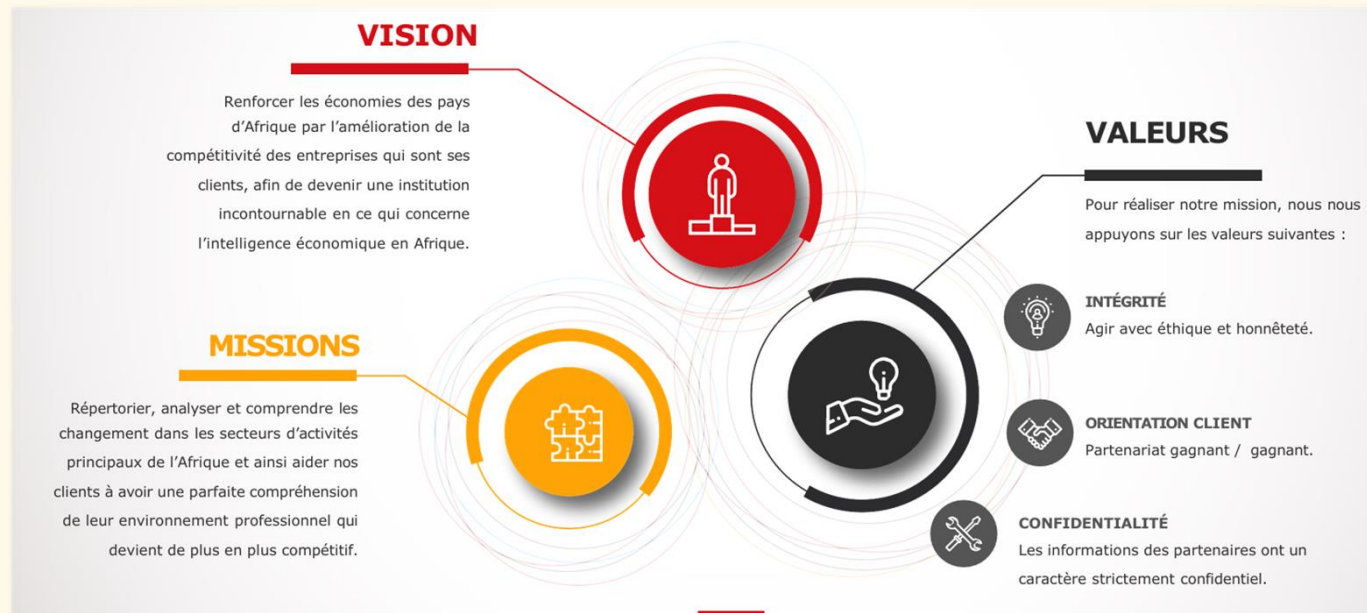 VISION
Renforcer les économies des pays
d’Afrique par l’amélioration de la
compétitivité des entreprises qui sont ses
clients, afin de devenir une institution
incontournable en ce qui concerne
l’intelligence économique en Afrique.
MISSIONS
Répertorier, analyser et comprendre les
changement dans les secteurs d’activités
principaux de l’Afrique et ainsi aider nos
clients à avoir une parfaite compréhension
de leur environnement professionnel qui
devient de plus en plus compétitif.
VALEURS
Pour réaliser notre mission, nous nous
appuyons sur les valeurs suivantes :
INTÉGRITÉ
Agir avec éthique et honnêteté.
ORIENTATION CLIENT
Partenariat gagnant / gagnant.
CONFIDENTIALITÉ
Les informations des partenaires ont un
caractère strictement confidentiel.